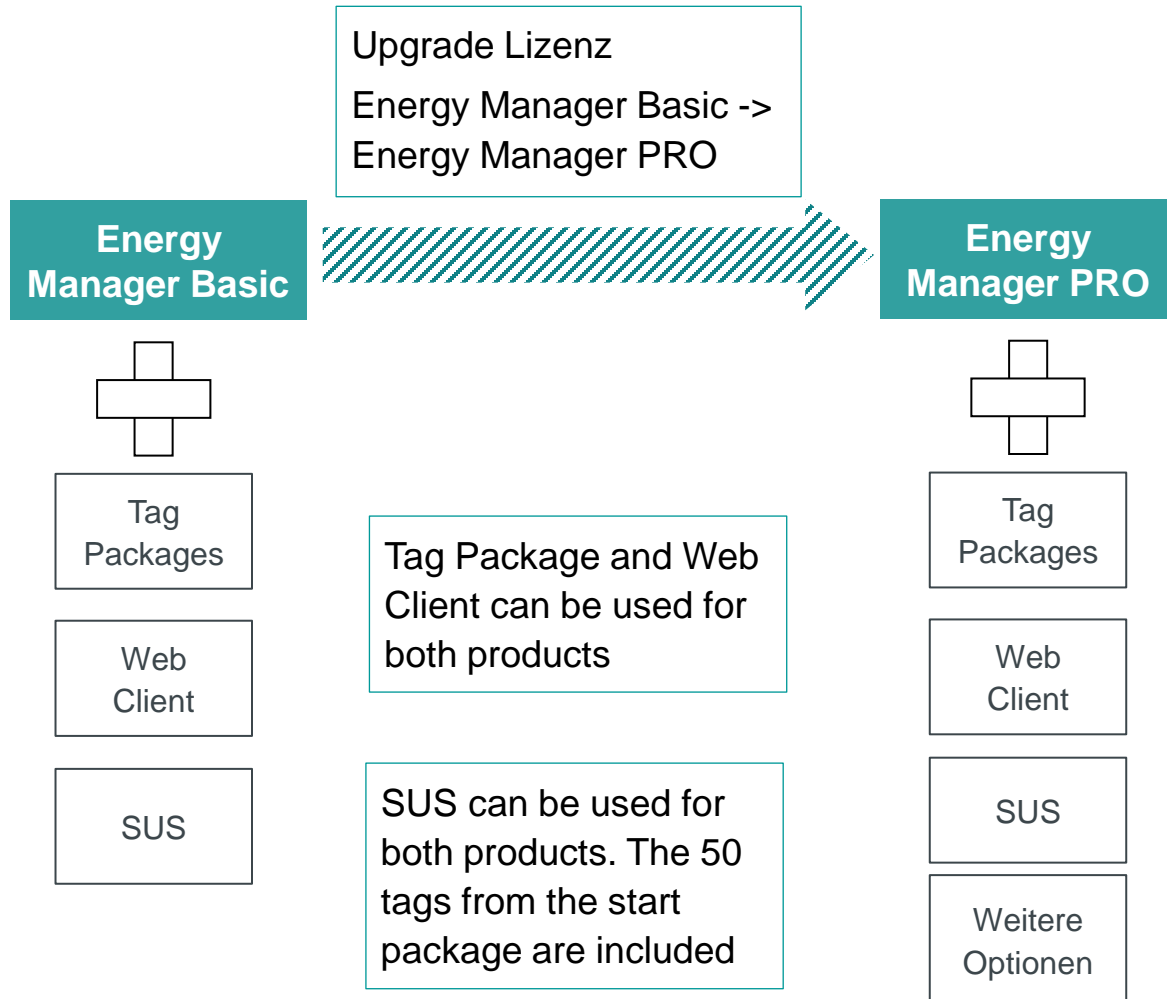 Upgrade Lizenz
Energy Manager Basic ->
Energy Manager PRO
Energy
Manager Basic
Energy
Manager PRO
Tag
Packages
Web
Client
SUS
Tag Package and Web
Client can be used for
both products
SUS can be used for
both products. The 50
tags from the start
package are included
Tag
Packages
Web
Client
SUS
Weitere
Optionen